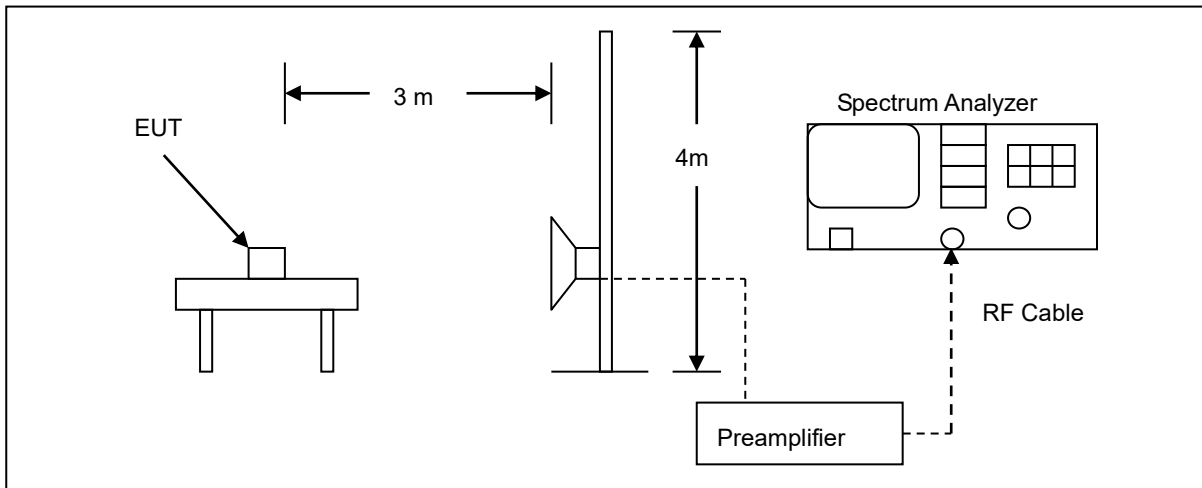 3 m
Spectrum Analyzer
EUT
4m
RF Cable
Preamplifier